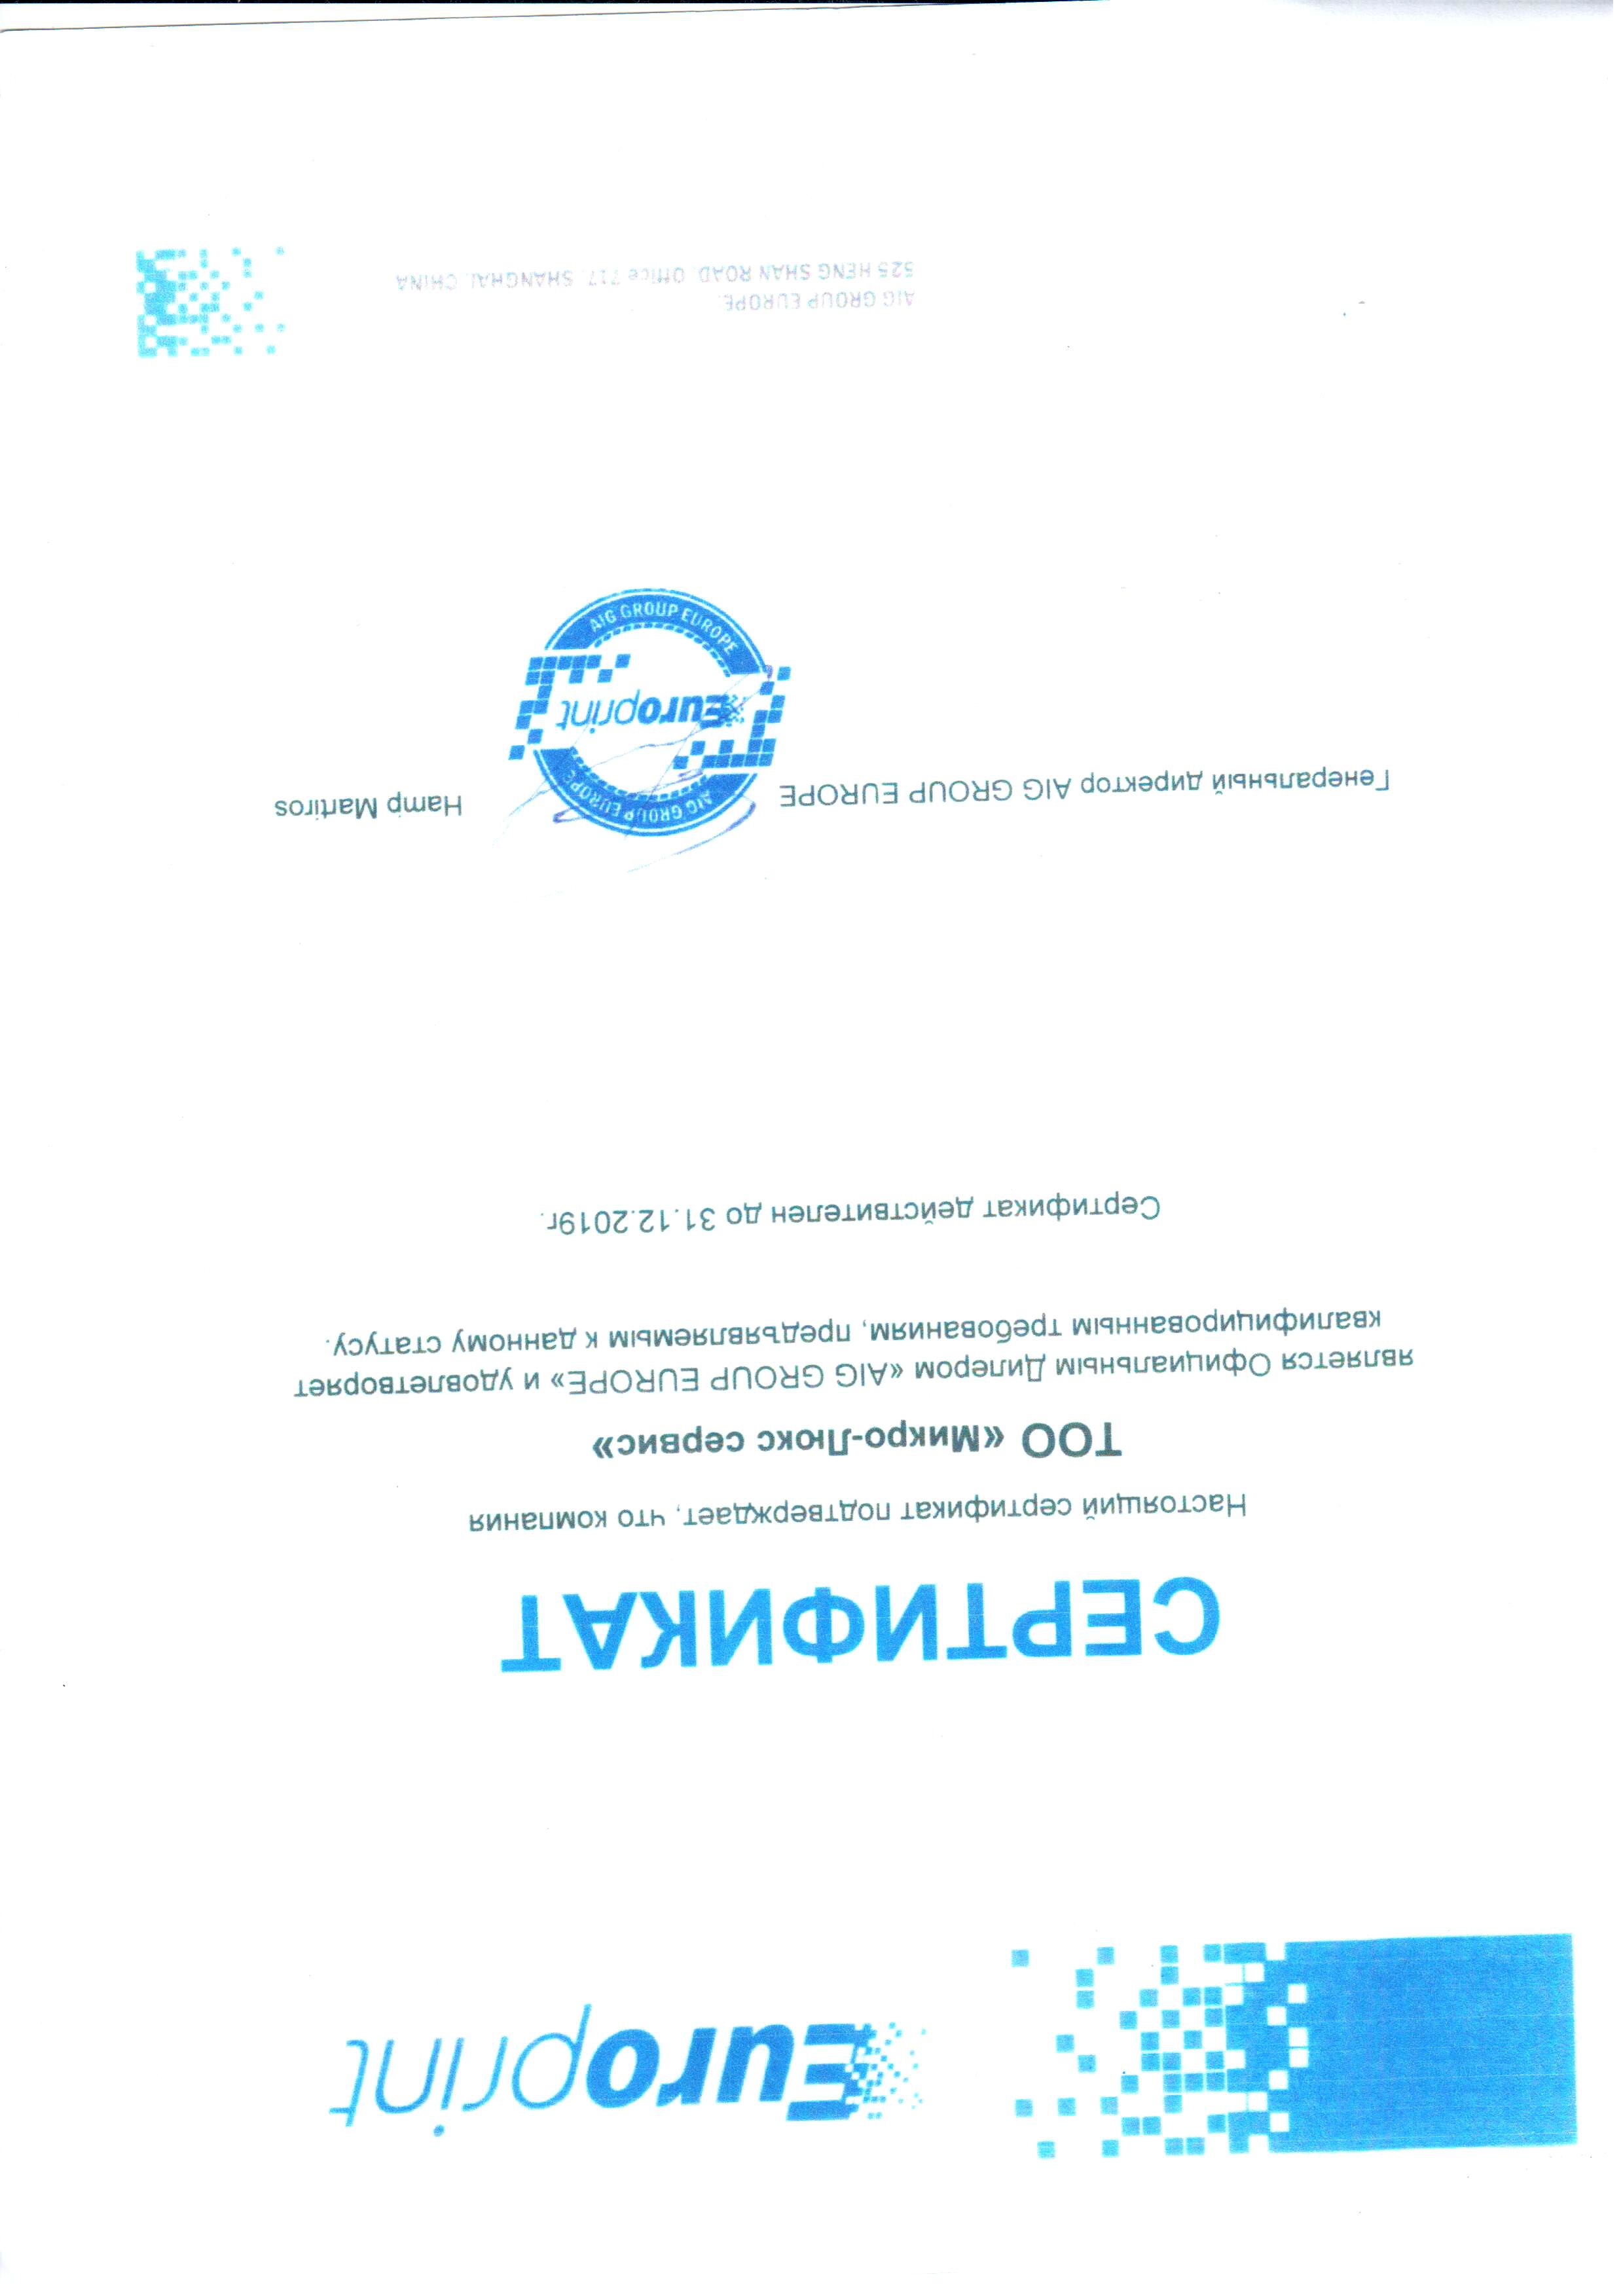 Europrint
СЕРТИФИКАТ
Настоящий сертификат подтверждает, что компания
ТОО «Микро-Люкс сервис»
является Официальным Дилером «AIG GROUP EUROPE» и удовлетворяет
квалифицированным требованиям, предъявляемым к данному статусу.
Сертификат действителен до 31.12.2019г.
Генеральный директор AIG GROUP EUROPE
AIG GROUP EUROPE
Europrint
AIG GROUP EUROPE
Hamp Martiros
AIG GROUP EUROPE.
525 HENG SHAN ROAD, Office 717, SHANGHAI, CHINA